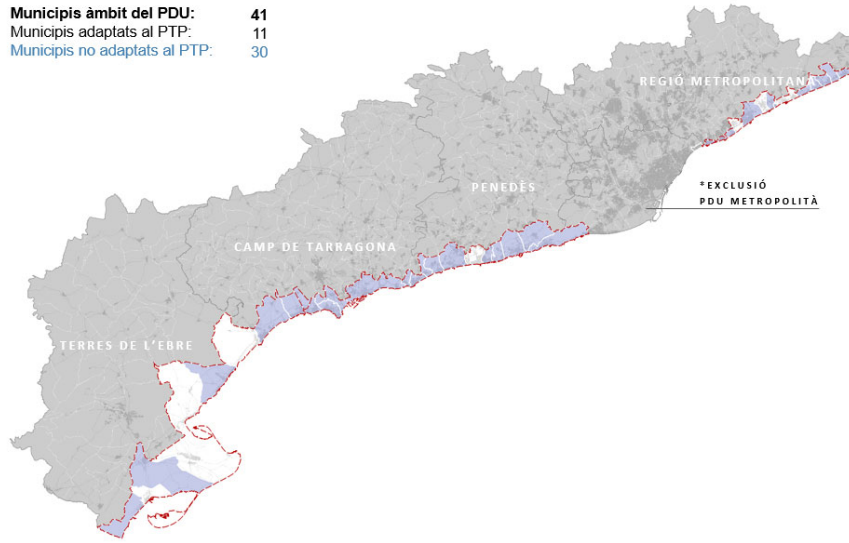 Municipis àmbit del PDU: 41
Municipis adaptats al PTP: 11
Municipis no adaptats al PTP: 30
REGIÓ METROPOLITANA
*EXCLUSIÓ
PDU METROPOLITÀ
PENEDÈS
CAMP DE TARRAGONA
TERRES DE L'EBRE